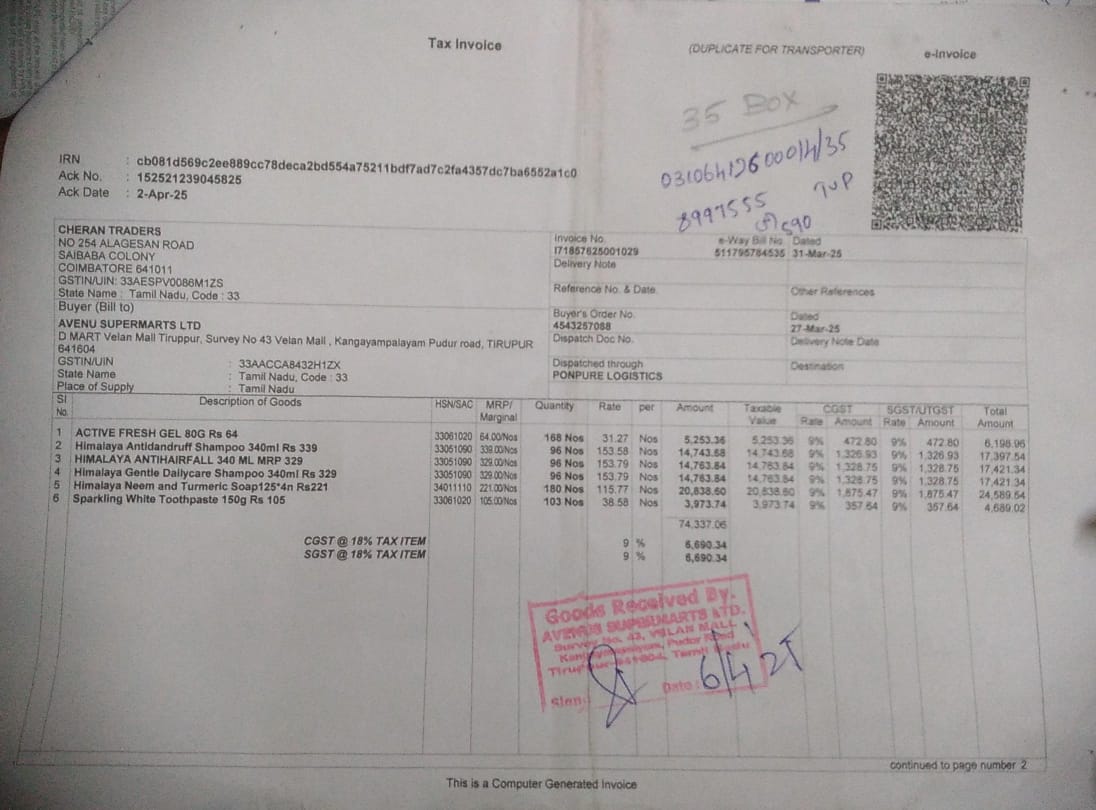 Tax Invoice
(DUPLICATE FOR TRANSPORTER)
e-Invoice
35 BOX
8997555
590
TUP
IRN : cb081d569c2ee889cc78deca2bd554a75211bdf7ad7c2fa4357dc7ba6552a1c0
Ack No. : 152521239045825
Ack Date : 2-Apr-25
CHERAN TRADERS
NO 254 ALAGESAN ROAD
SAIBABA COLONY
COIMBATORE 641011
GSTIN/UIN: 33AESPV0086M1ZS
State Name : Tamil Nadu, Code : 33
Invoice No. e-Way Bill No. Dated
I71857625001029 511795784535 31-Mar-25
Delivery Note
Reference No. & Date. Other References
Buyer (Bill to)
AVENU SUPERMARTS LTD
D MART Velan Mall Tiruppur, Survey No 43 Velan Mall , Kangayampalayam Pudur road, TIRUPUR
641604
GSTIN/UIN : 33AACCA8432H1ZX
State Name : Tamil Nadu, Code : 33
Place of Supply : Tamil Nadu
Buyer's Order No. Dated
4543257088 27-Mar-25
Dispatch Doc No. Delivery Note Date
Dispatched through Destination
PONPURE LOGISTICS
Sl No. Description of Goods HSN/SAC MRP/ Marginal Quantity Rate per Amount Taxable Value CGST Rate Amount SGST/UTGST Rate Amount Total Amount
1 ACTIVE FRESH GEL 80G Rs 64 33061020 64.00/Nos 168 Nos 31.27 Nos 5,253.36 5,253.36 9% 472.80 9% 472.80 6,198.96
2 Himalaya Antidandruff Shampoo 340ml Rs 339 33051090 339.00/Nos 96 Nos 153.58 Nos 14,743.68 14,743.68 9% 1,326.93 9% 1,326.93 17,397.54
3 HIMALAYA ANTIHAIRFALL 340 ML MRP 329 33051090 329.00/Nos 96 Nos 153.79 Nos 14,763.84 14,763.84 9% 1,328.75 9% 1,328.75 17,421.34
4 Himalaya Gentle Dailycare Shampoo 340ml Rs 329 33051090 329.00/Nos 96 Nos 153.79 Nos 14,763.84 14,763.84 9% 1,328.75 9% 1,328.75 17,421.34
5 Himalaya Neem and Turmeric Soap125*4n Rs221 34011110 221.00/Nos 180 Nos 115.77 Nos 20,838.60 20,838.60 9% 1,875.47 9% 1,875.47 24,589.54
6 Sparkling White Toothpaste 150g Rs 105 33061020 105.00/Nos 103 Nos 38.58 Nos 3,973.74 3,973.74 9% 357.64 9% 357.64 4,689.02
74,337.06
CGST @ 18% TAX ITEM 9 % 6,690.34
SGST @ 18% TAX ITEM 9 % 6,690.34
Goods Received By.
AVENUE SUPERMARTS LTD.
Survey No. 43, VELAN MALL
Pudur Road
Tamil Nadu
Sign:
Date: 6/4/25
continued to page number 2
This is a Computer Generated Invoice